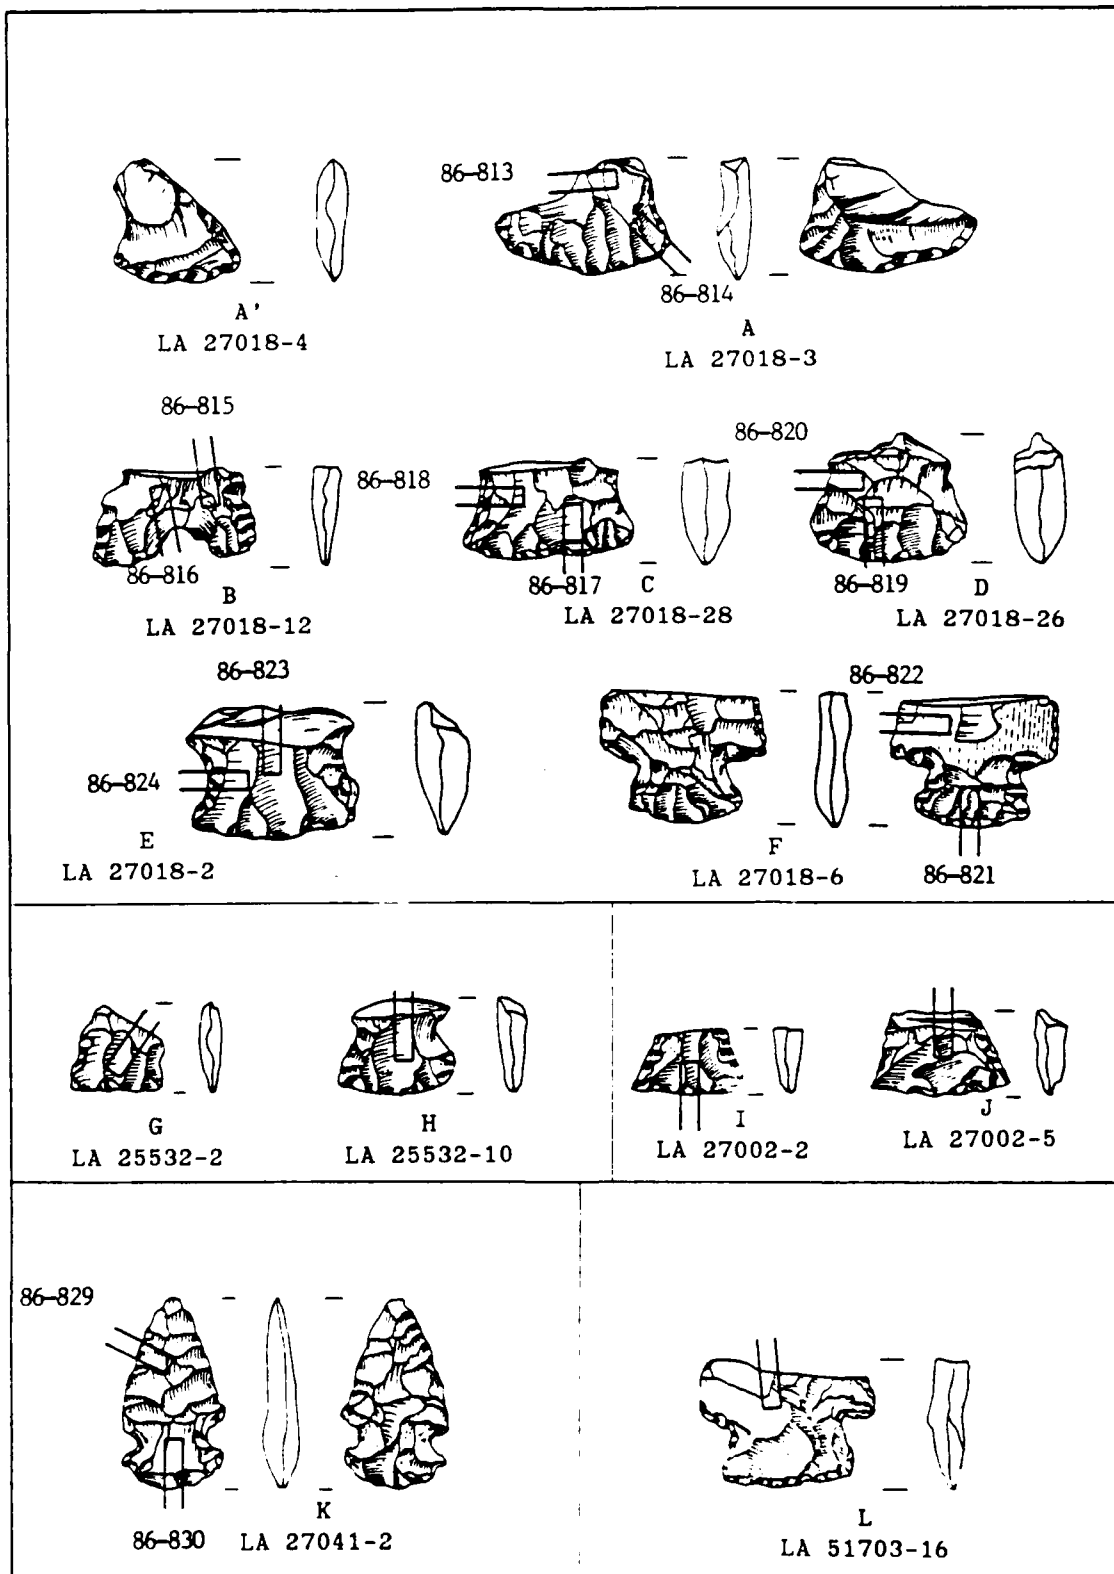 86-813
86-814
A'
LA 27018-4
A
LA 27018-3
86-815
86-816
B
LA 27018-12
86-818
86-817
C
LA 27018-28
86-820
86-819
D
LA 27018-26
86-823
86-824
E
LA 27018-2
86-822
F
LA 27018-6
86-821
G
LA 25532-2
H
LA 25532-10
I
LA 27002-2
J
LA 27002-5
86-829
86-830
K
LA 27041-2
L
LA 51703-16